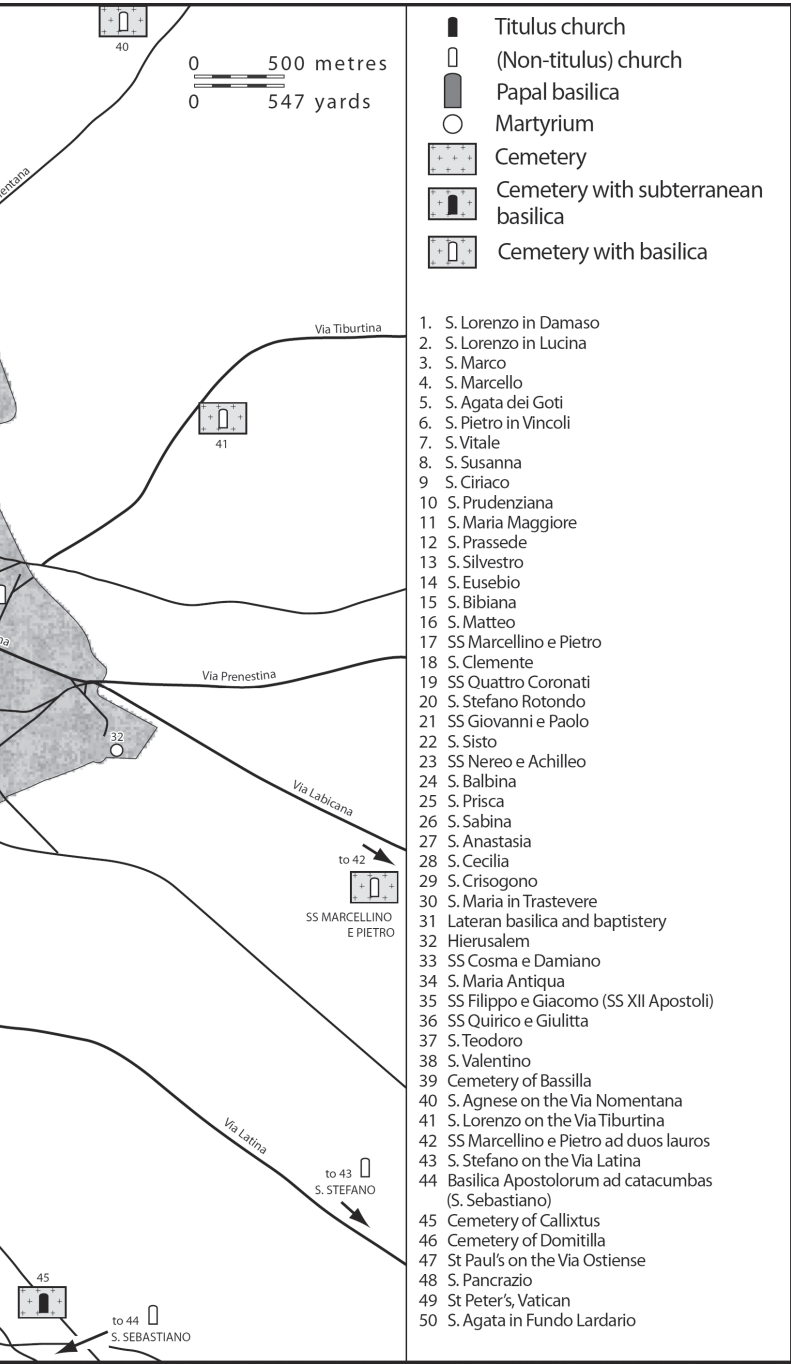 40
0 500 metres
0 547 yards
Via Tiburtina
41
Via Prenestina
32
Via Labicana
to 42
SS MARCELLINO
E PIETRO
Via Latina
to 43
S. STEFANO
45
to 44
S. SEBASTIANO
Titulus church
(Non-titulus) church
Papal basilica
Martyrium
Cemetery
Cemetery with subterranean
basilica
Cemetery with basilica
1. S. Lorenzo in Damaso
2. S. Lorenzo in Lucina
3. S. Marco
4. S. Marcello
5. S. Agata dei Goti
6. S. Pietro in Vincoli
7. S. Vitale
8. S. Susanna
9 S. Ciriaco
10 S. Prudenziana
11 S. Maria Maggiore
12 S. Prassede
13 S. Silvestro
14 S. Eusebio
15 S. Bibiana
16 S. Matteo
17 SS Marcellino e Pietro
18 S. Clemente
19 SS Quattro Coronati
20 S. Stefano Rotondo
21 SS Giovanni e Paolo
22 S. Sisto
23 SS Nereo e Achilleo
24 S. Balbina
25 S. Prisca
26 S. Sabina
27 S. Anastasia
28 S. Cecilia
29 S. Crisogono
30 S. Maria in Trastevere
31 Lateran basilica and baptistery
32 Hierusalem
33 SS Cosma e Damiano
34 S. Maria Antiqua
35 SS Filippo e Giacomo (SS XII Apostoli)
36 SS Quirico e Giulitta
37 S. Teodoro
38 S. Valentino
39 Cemetery of Bassilla
40 S. Agnese on the Via Nomentana
41 S. Lorenzo on the Via Tiburtina
42 SS Marcellino e Pietro ad duos lauros
43 S. Stefano on the Via Latina
44 Basilica Apostolorum ad catacumbas
(S. Sebastiano)
45 Cemetery of Callixtus
46 Cemetery of Domitilla
47 St Paul's on the Via Ostiense
48 S. Pancrazio
49 St Peter's, Vatican
50 S. Agata in Fundo Lardario